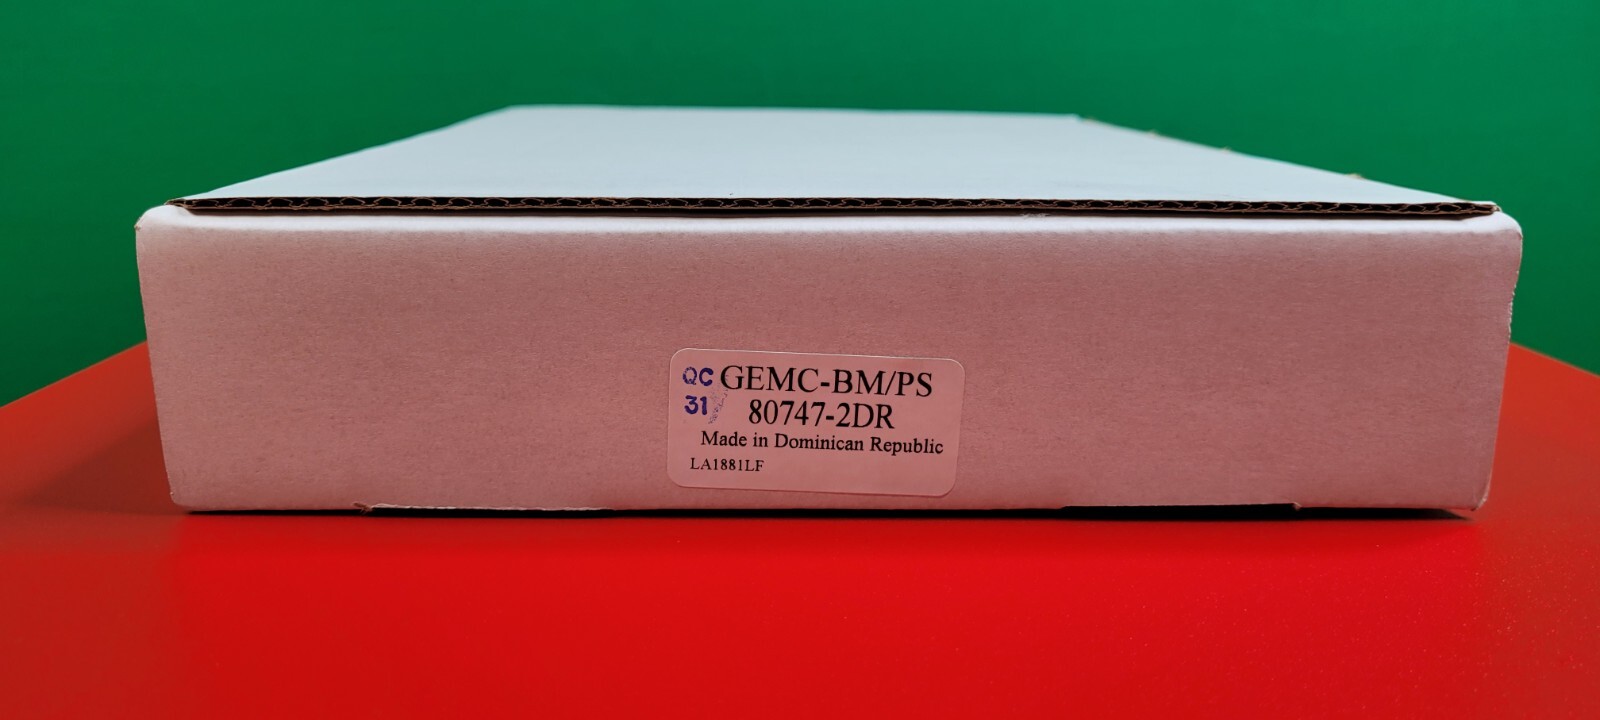 QC GEMC-BM/PS
31 80747-2DR
Made in Dominican Republic
LA1881LF